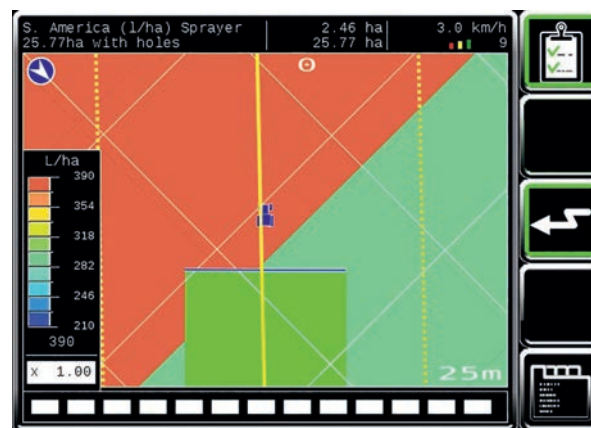 S. America (l/ha) Sprayer 2.46 ha 3.0 km/h
25.77ha with holes 25.77 ha 9
L/ha
390
354
318
282
246
210
390
x 1.00
25m